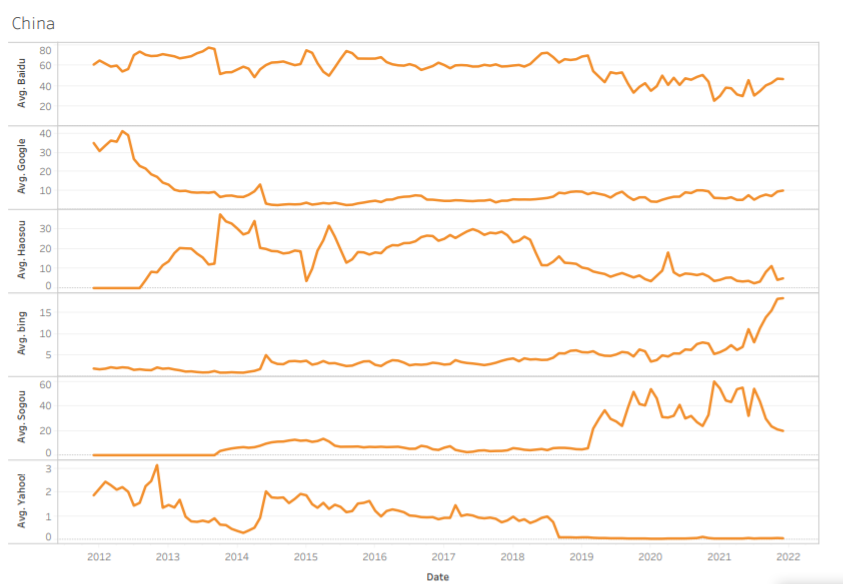 China
Avg. Baidu
80
60
40
20
Avg. Google
40
30
20
10
Avg. Haosou
30
20
10
0
Avg. bing
15
10
5
Avg. Sogou
60
40
20
0
Avg. Yahoo!
3
2
1
0
2012 2013 2014 2015 2016 2017 2018 2019 2020 2021 2022
Date